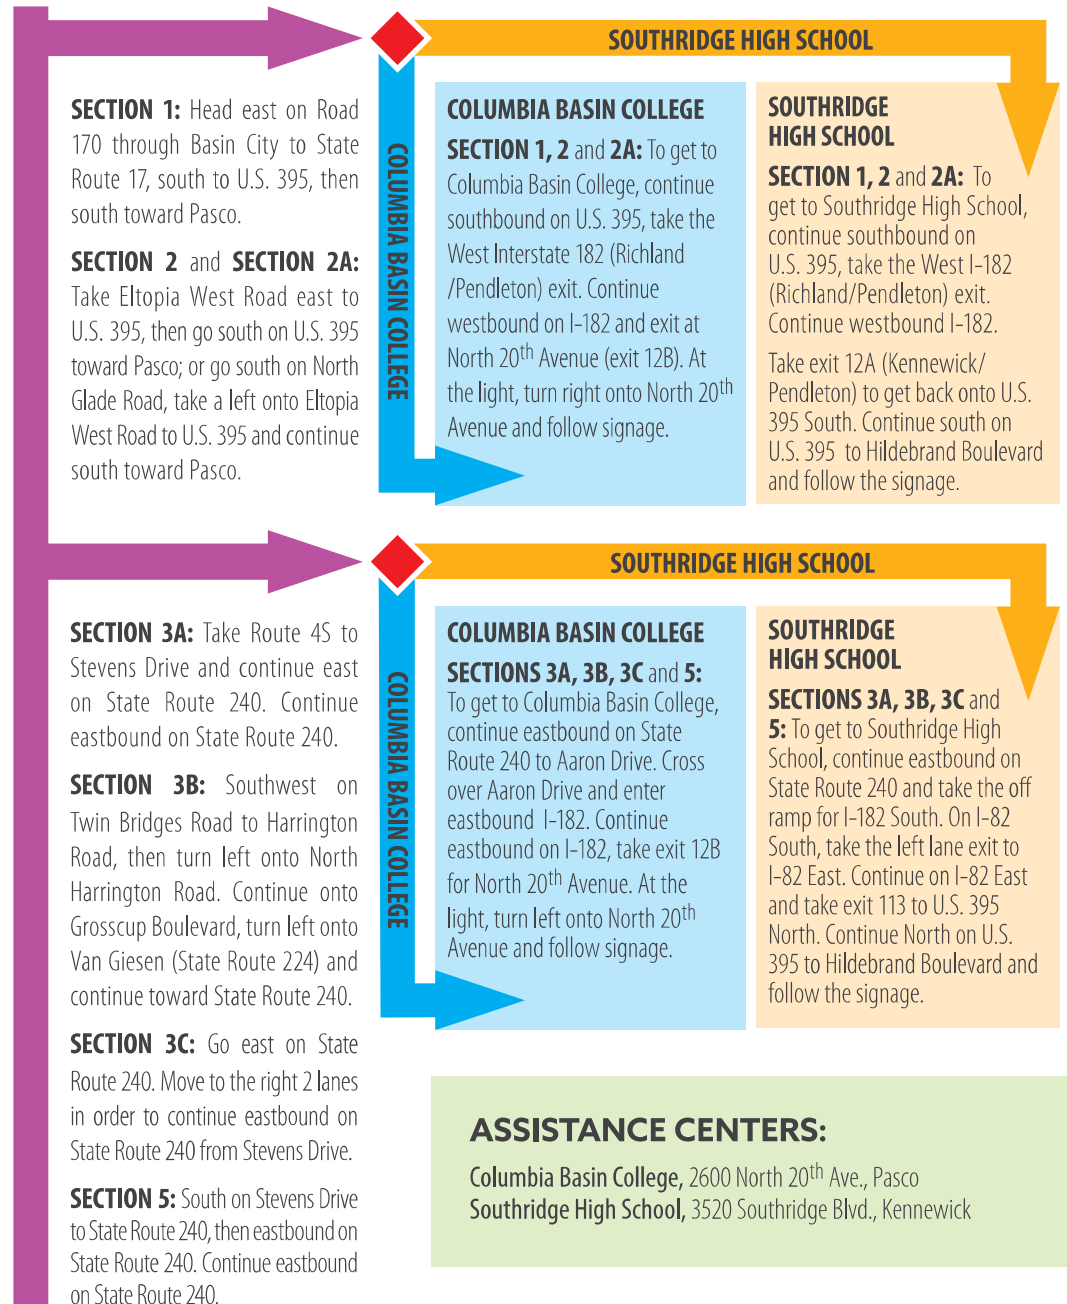 SECTION 1: Head east on Road
170 through Basin City to State
Route 17, south to U.S. 395, then
south toward Pasco.
SECTION 2 and SECTION 2A:
Take Eltopia West Road east to
U.S. 395, then go south on U.S. 395
toward Pasco; or go south on North
Glade Road, take a left onto Eltopia
West Road to U.S. 395 and continue
south toward Pasco.
SOUTHRIDGE HIGH SCHOOL
COLUMBIA BASIN COLLEGE
COLUMBIA BASIN COLLEGE
SECTION 1, 2 and 2A: To get to
Columbia Basin College, continue
southbound on U.S. 395, take the
West Interstate 182 (Richland
/Pendleton) exit. Continue
westbound on I-182 and exit at
North 20th Avenue (exit 12B). At
the light, turn right onto North 20th
Avenue and follow signage.
SOUTHRIDGE
HIGH SCHOOL
SECTION 1, 2 and 2A: To
get to Southridge High School,
continue southbound on
U.S. 395, take the West I-182
(Richland/Pendleton) exit.
Continue westbound I-182.
Take exit 12A (Kennewick/
Pendleton) to get back onto U.S.
395 South. Continue south on
U.S. 395 to Hildebrand Boulevard
and follow the signage.
SECTION 3A: Take Route 4S to
Stevens Drive and continue east
on State Route 240. Continue
eastbound on State Route 240.
SECTION 3B: Southwest on
Twin Bridges Road to Harrington
Road, then turn left onto North
Harrington Road. Continue onto
Grosscup Boulevard, turn left onto
Van Giesen (State Route 224) and
continue toward State Route 240.
SECTION 3C: Go east on State
Route 240. Move to the right 2 lanes
in order to continue eastbound on
State Route 240 from Stevens Drive.
SECTION 5: South on Stevens Drive
to State Route 240, then eastbound on
State Route 240. Continue eastbound
on State Route 240.
SOUTHRIDGE HIGH SCHOOL
COLUMBIA BASIN COLLEGE
COLUMBIA BASIN COLLEGE
SECTIONS 3A, 3B, 3C and 5:
To get to Columbia Basin College,
continue eastbound on State
Route 240 to Aaron Drive. Cross
over Aaron Drive and enter
eastbound I-182. Continue
eastbound on I-182, take exit 12B
for North 20th Avenue. At the
light, turn left onto North 20th
Avenue and follow signage.
SOUTHRIDGE
HIGH SCHOOL
SECTIONS 3A, 3B, 3C and
5: To get to Southridge High
School, continue eastbound on
State Route 240 and take the off
ramp for I-182 South. On I-82
South, take the left lane exit to
I-82 East. Continue on I-82 East
and take exit 113 to U.S. 395
North. Continue North on U.S.
395 to Hildebrand Boulevard and
follow the signage.
ASSISTANCE CENTERS:
Columbia Basin College, 2600 North 20th Ave., Pasco
Southridge High School, 3520 Southridge Blvd., Kennewick